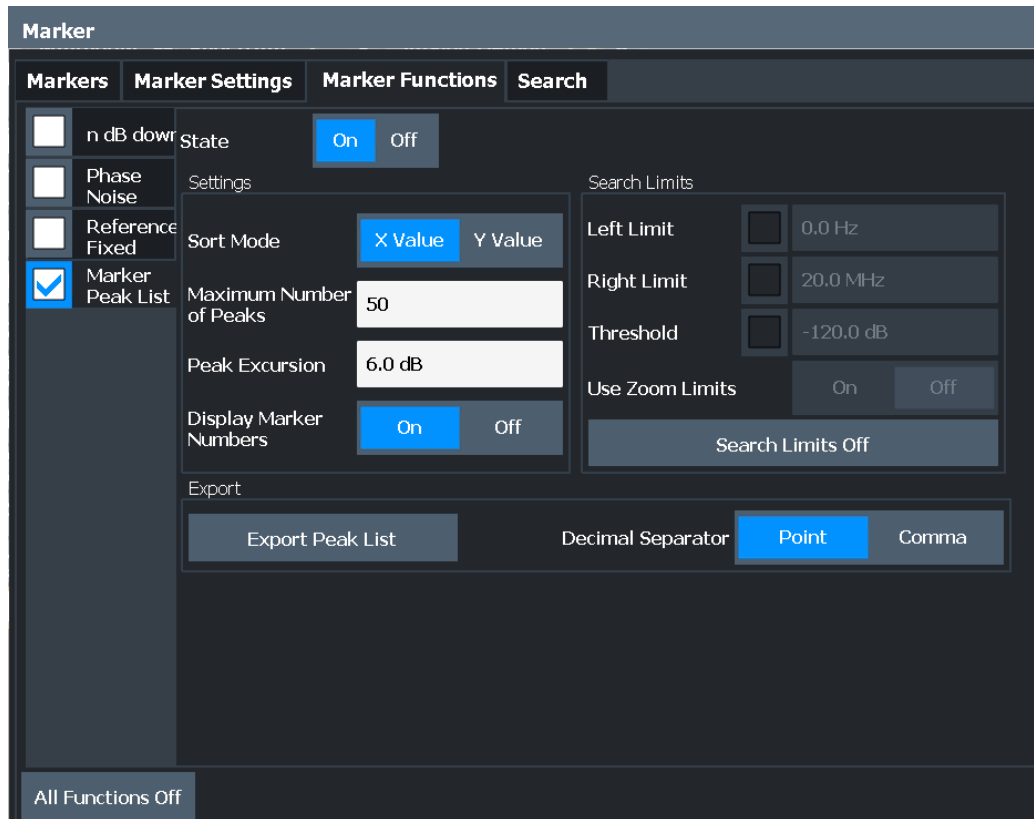 Marker
Markers Marker Settings Marker Functions Search
n dB down
Phase
Noise
Reference
Fixed
Marker
Peak List
State On Off
Settings
Sort Mode X Value Y Value
Maximum Number
of Peaks
50
Peak Excursion 6.0 dB
Display Marker
Numbers
On Off
Search Limits
Left Limit 0.0 Hz
Right Limit 20.0 MHz
Threshold -120.0 dB
Use Zoom Limits On Off
Search Limits Off
Export
Export Peak List Decimal Separator Point Comma
All Functions Off